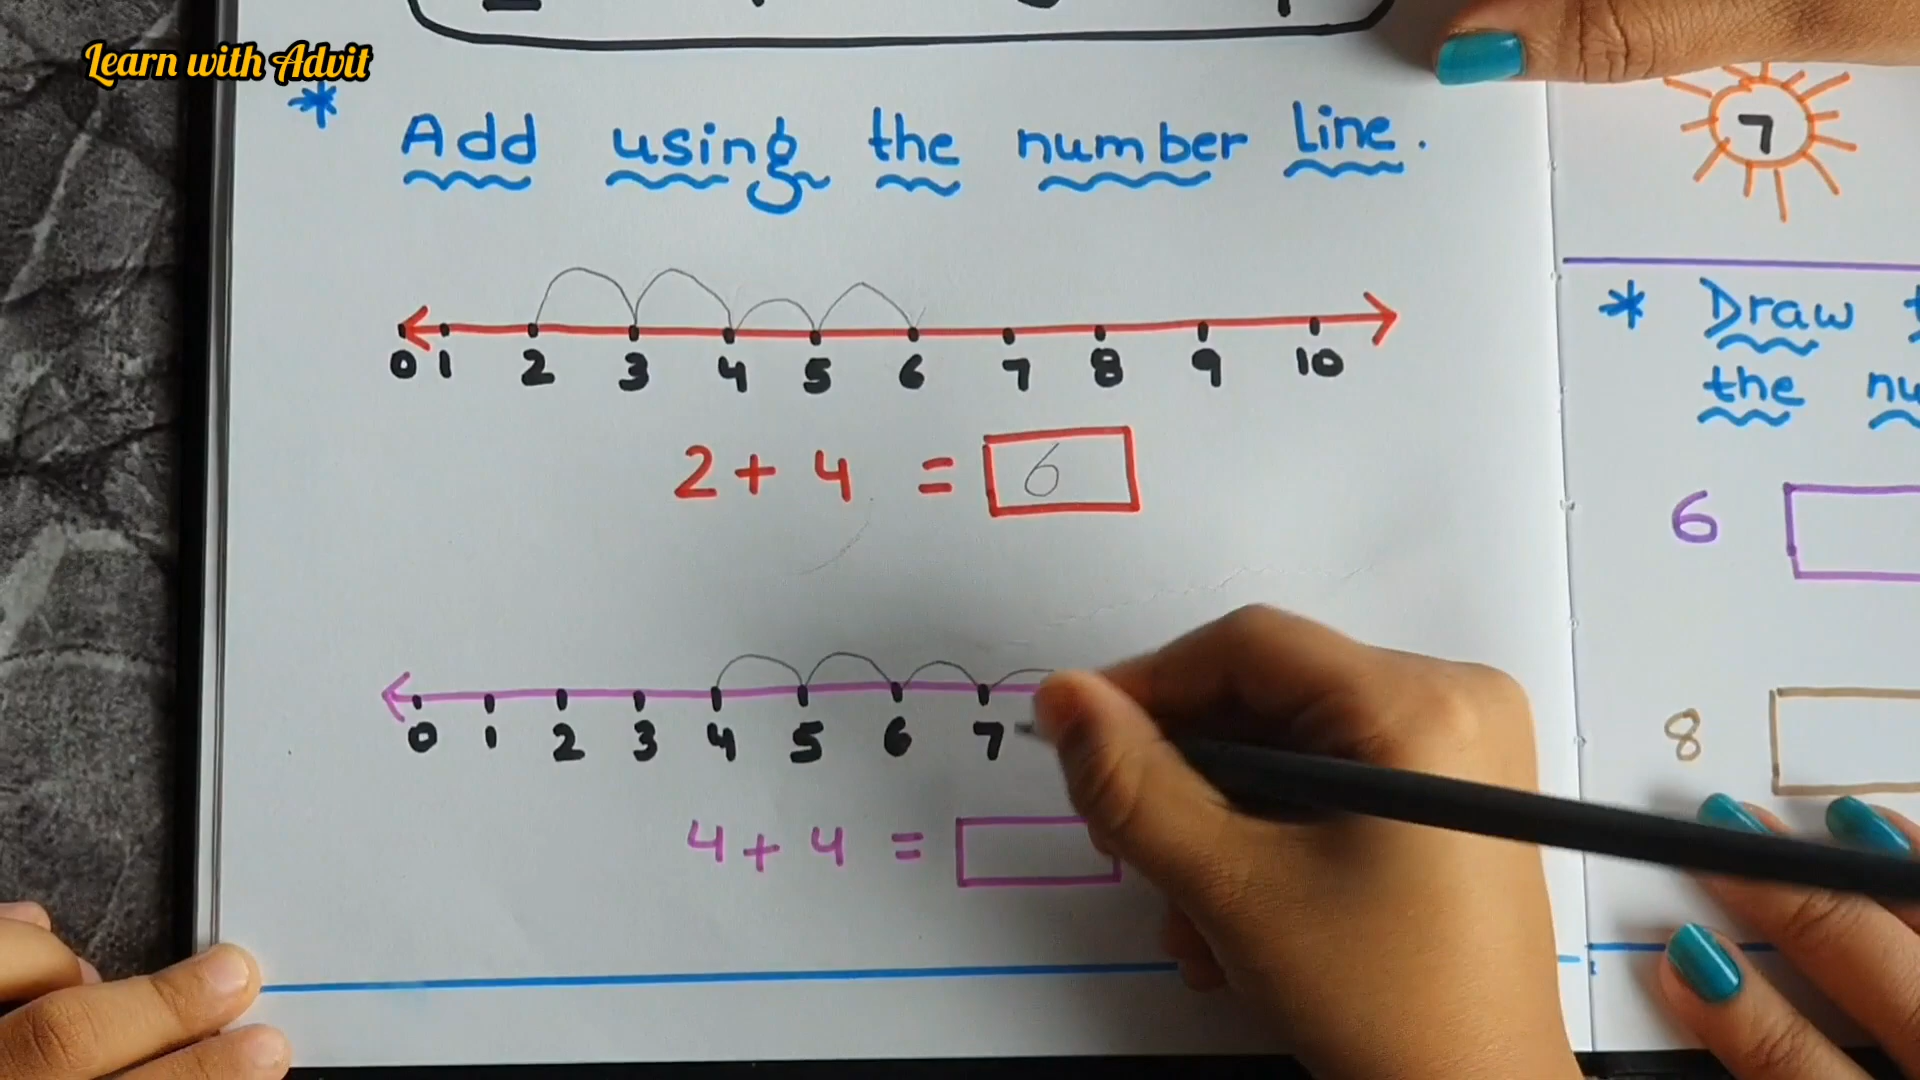 Learn with Advit
* Add using the number line.
0 1 2 3 4 5 6 7 8 9 10
2 + 4 = 6
0 1 2 3 4 5 6 7
4 + 4 =
7
* Draw
the
6
8